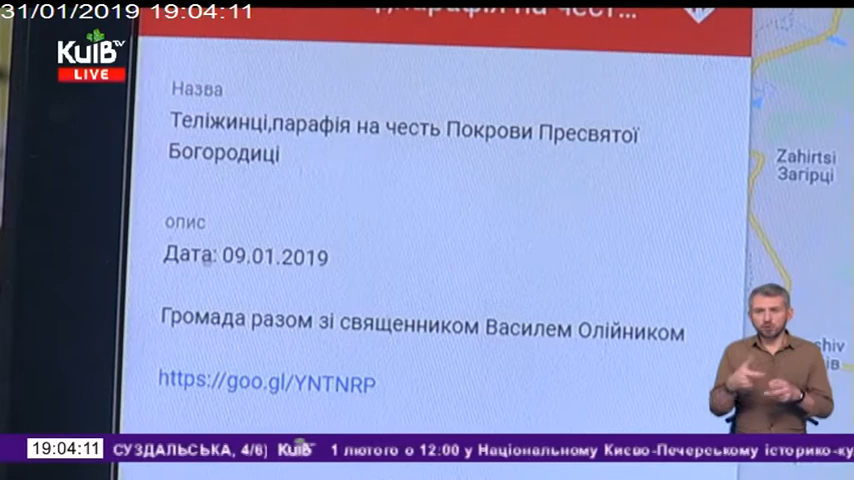 31/01/2019 19:04:11
Київ TV
LIVE
Назва
Теліжинці,парафія на честь Покрови Пресвятої
Богородиці
опис
Дата: 09.01.2019
Громада разом зі священником Василем Олійником
https://goo.gl/YNTNRP
Zahirtsi
Загірці
19:04:11 СУЗДАЛЬСЬКА, 4/6) Київ 1 лютого о 12:00 у Національному Києво-Печерському історико-ку